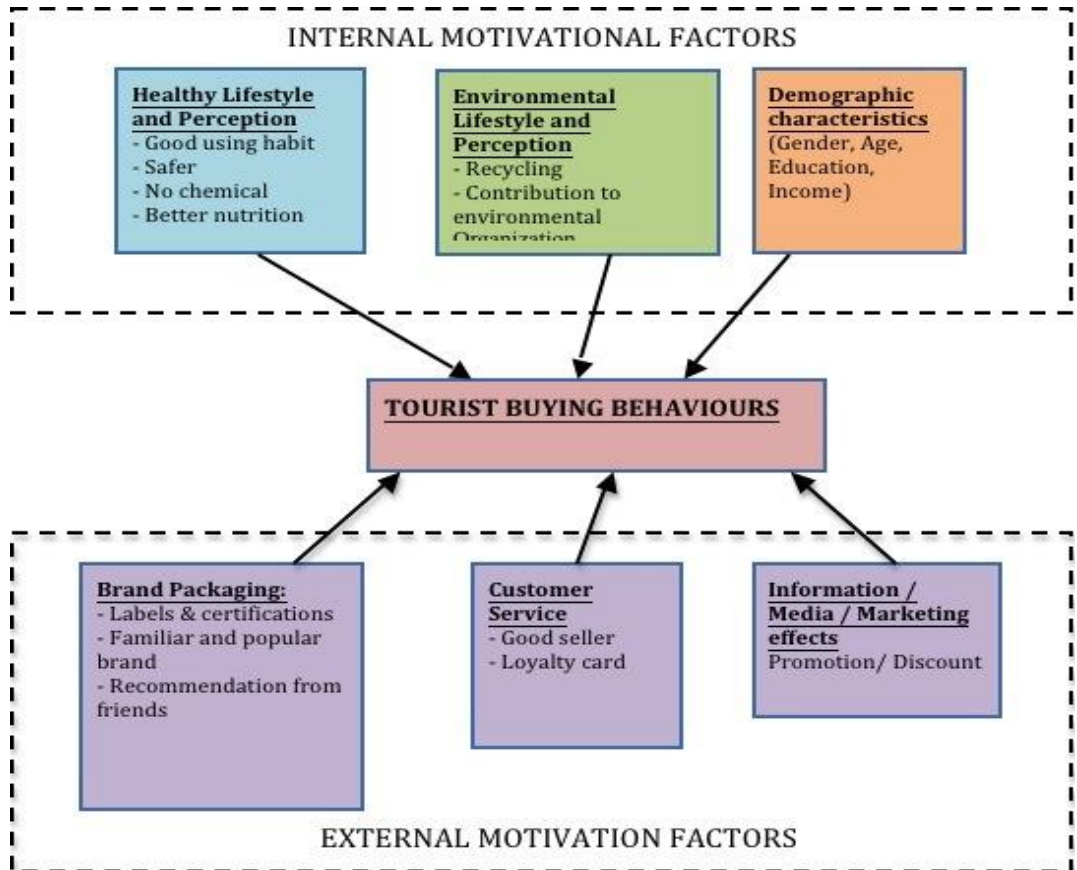 INTERNAL MOTIVATIONAL FACTORS
Healthy Lifestyle
and Perception
- Good using habit
- Safer
- No chemical
- Better nutrition
Environmental
Lifestyle and
Perception
- Recycling
- Contribution to
environmental
Organization
Demographic
characteristics
(Gender, Age,
Education,
Income)
TOURIST BUYING BEHAVIOURS
Brand Packaging:
- Labels & certifications
- Familiar and popular
brand
- Recommendation from
friends
Customer
Service
- Good seller
- Loyalty card
Information /
Media / Marketing
effects
Promotion/ Discount
EXTERNAL MOTIVATION FACTORS